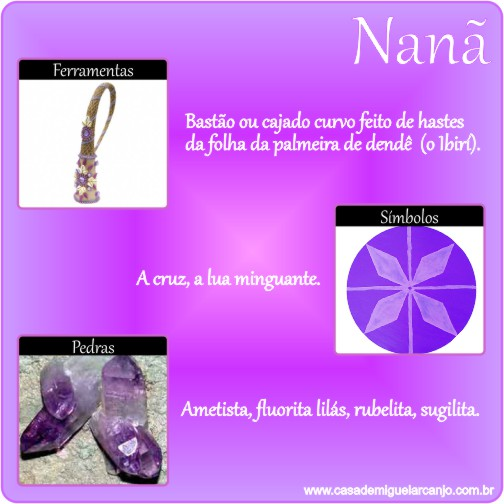 Nanã
Ferramentas
Bastão ou cajado curvo feito de hastes
da folha da palmeira de dendê (o Ibirí).
Símbolos
A cruz, a lua minguante.
Pedras
Ametista, fluorita lilás, rubelita, sugilita.
www.casademiguelarcanjo.com.br